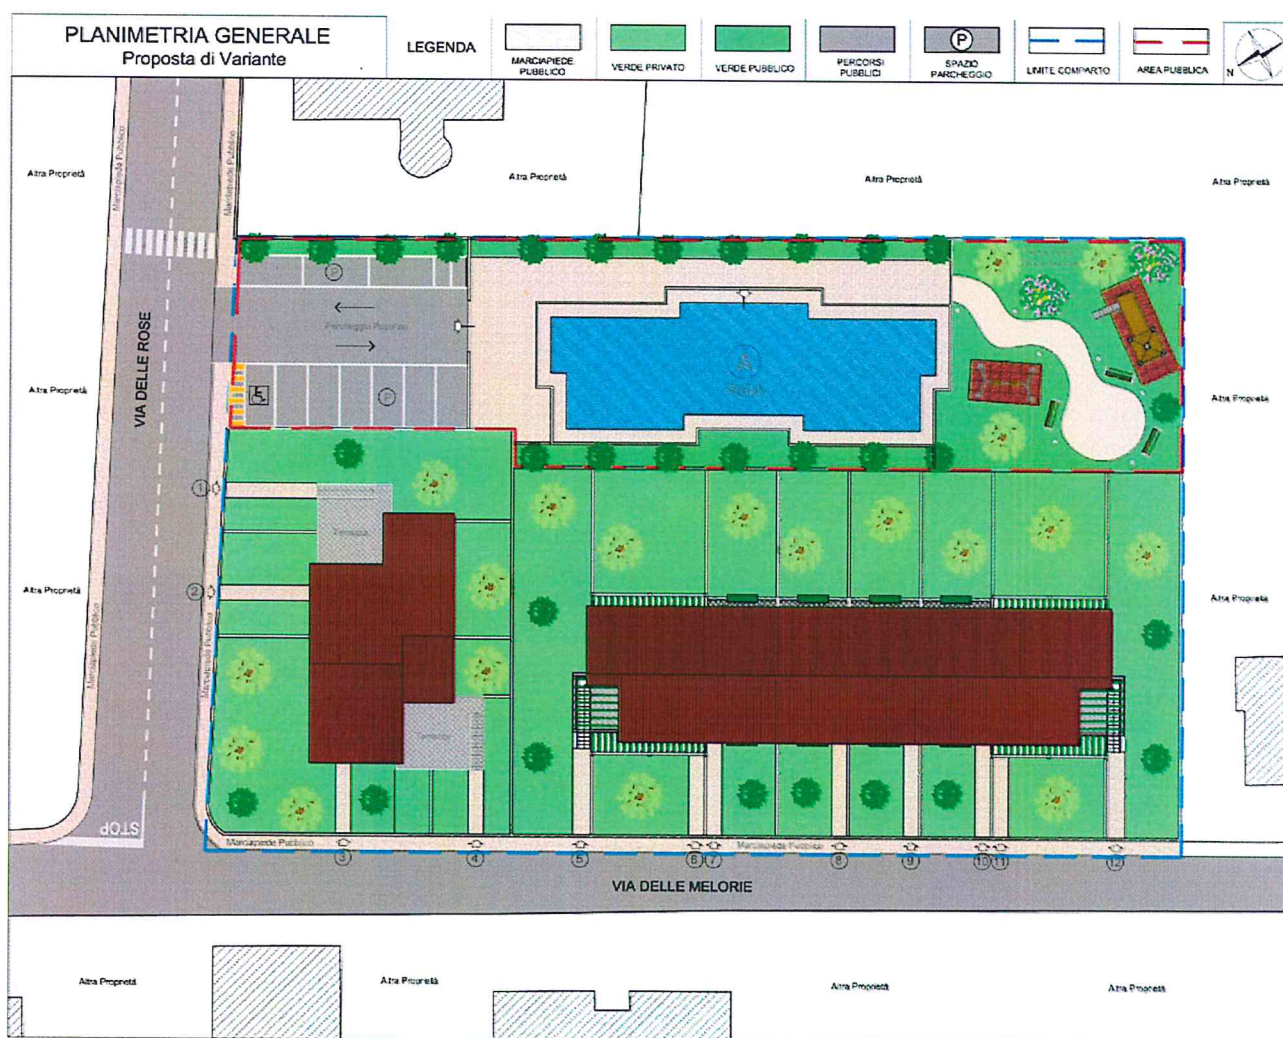 PLANIMETRIA GENERALE
Proposta di Variante
LEGENDA
MARCIAPIEDE
PUBBLICO
VERDE PRIVATO
VERDE PUBBLICO
PERCORSI
PUBBLICI
P
SPAZIO
PARCHEGGIO
LIMITE COMPARTO
AREA PUBBLICA
N
Marciapiede Pubblico
Marciapiede Pubblico
Altra Proprietà
Altra Proprietà
Altra Proprietà
Altra Proprietà
P
VIA DELLE ROSE
A
Altra Proprietà
P
Altra Proprietà
1
Terrazza
2
Altra Proprietà
Altra Proprietà
Marciapiede Pubblico
Marciapiede Pubblico
Terrazza
STOP
Marciapiede Pubblico
Marciapiede Pubblico
3
4
5
6
7
8
9
10
11
12
VIA DELLE MELORIE
Altra Proprietà
Altra Proprietà
Altra Proprietà
Altra Proprietà